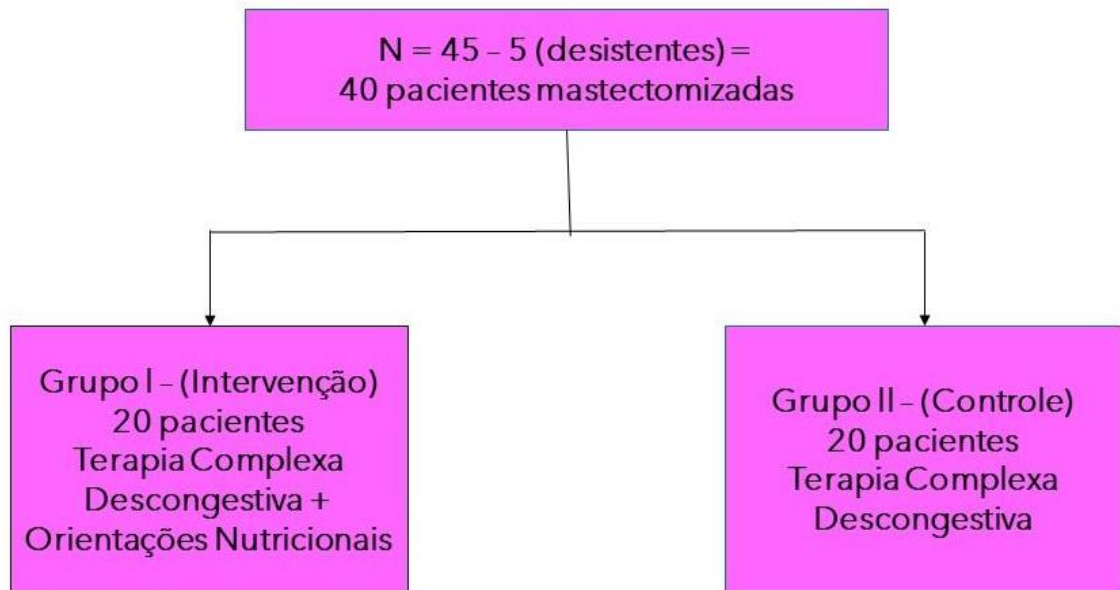 N = 45 – 5 (desistentes) =
40 pacientes mastectomizadas
Grupo I – (Intervenção)
20 pacientes
Terapia Complexa
Descongestiva +
Orientações Nutricionais
Grupo II – (Controle)
20 pacientes
Terapia Complexa
Descongestiva